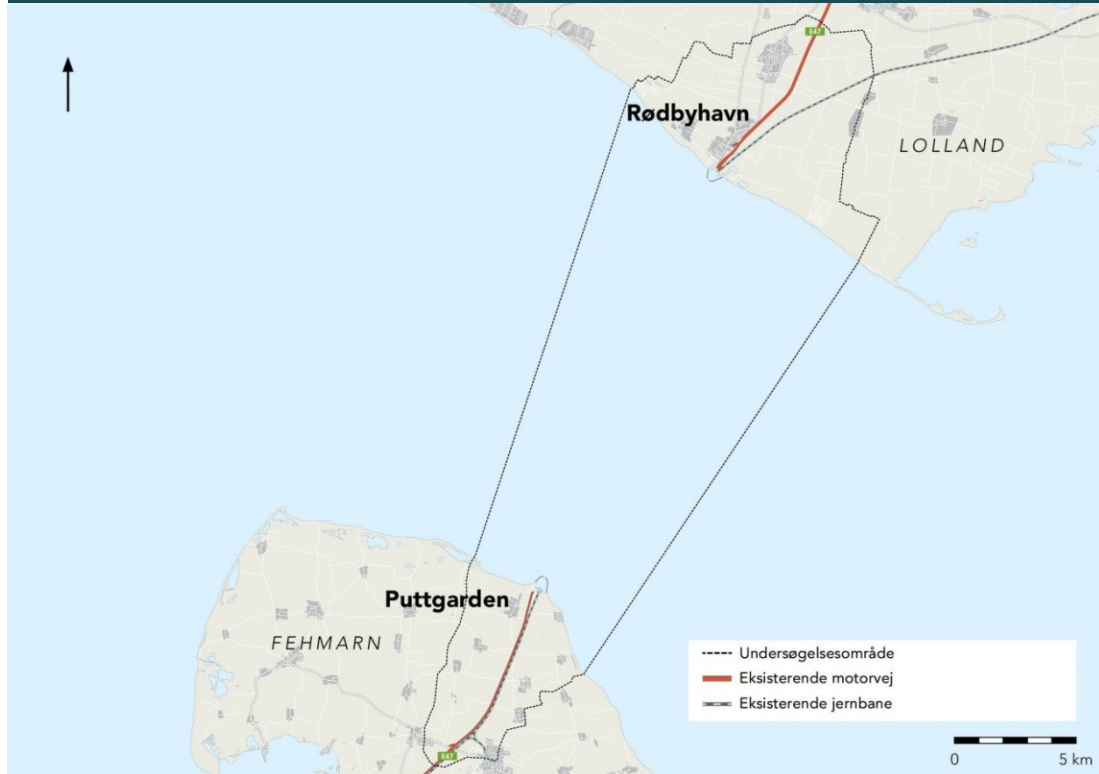 E47
Rødbyhavn
LOLLAND
Puttgarden
FEHMARN
E47
Undersøgelsesområde
Eksisterende motorvej
Eksisterende jernbane
0 5 km